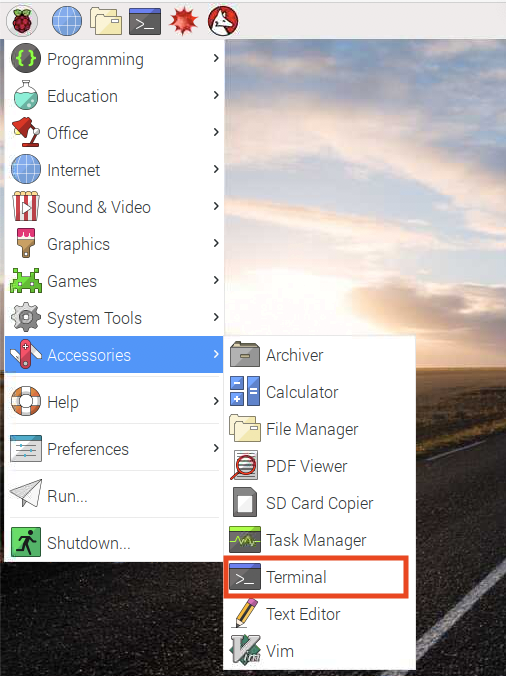 Programming
Education
Office
Internet
Sound & Video
Graphics
Games
System Tools
Accessories
Help
Preferences
Run...
Shutdown...
Archiver
Calculator
File Manager
PDF Viewer
SD Card Copier
Task Manager
Terminal
Text Editor
Vim